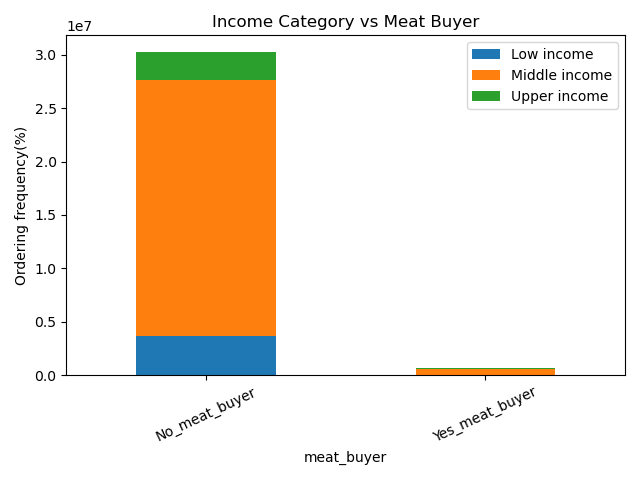 Income Category vs Meat Buyer
1e7
3.0
2.5
2.0
1.5
1.0
0.5
0.0
Ordering frequency(%)
Low income
Middle income
Upper income
No_meat_buyer
Yes_meat_buyer
meat_buyer